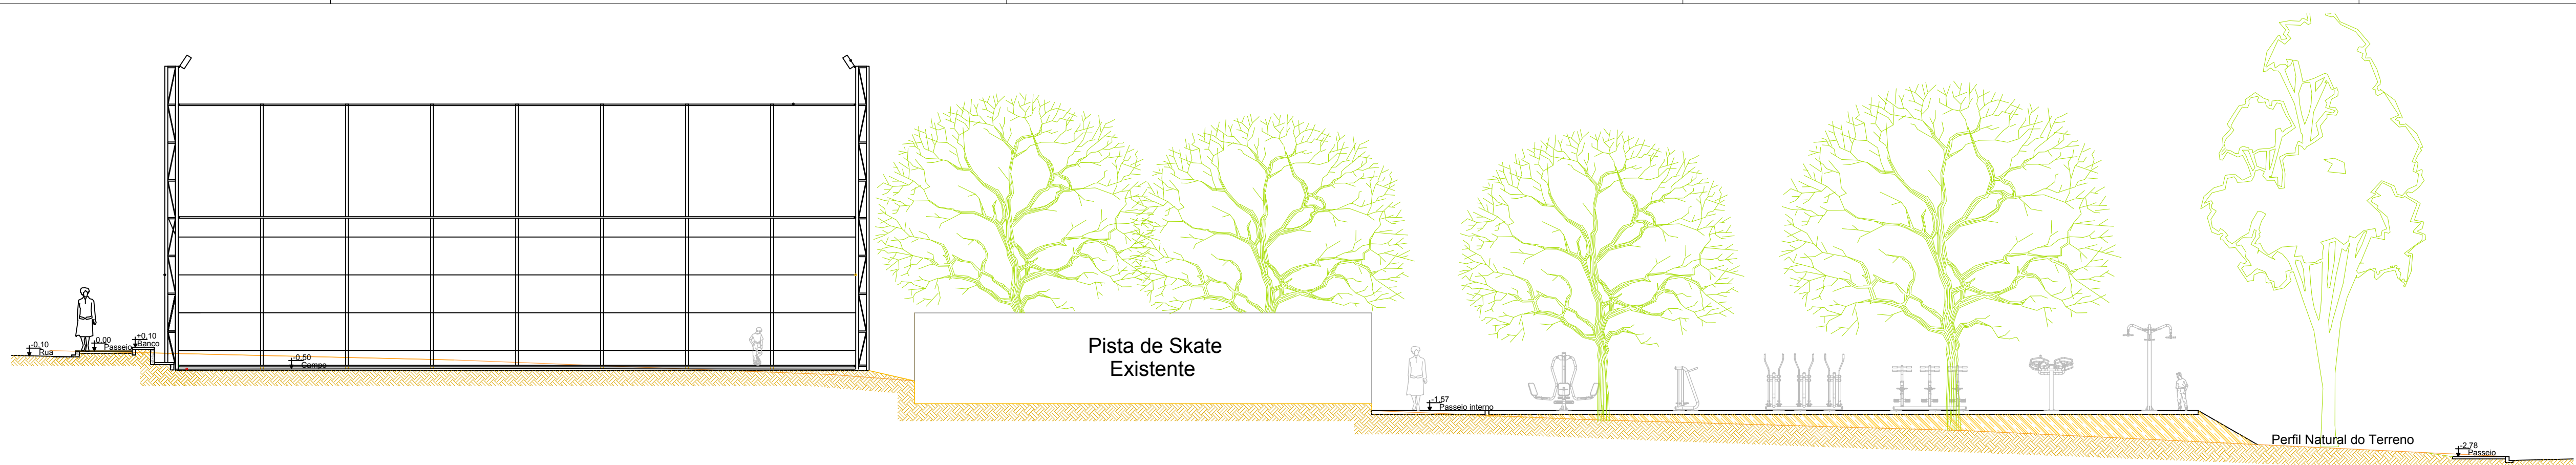 -0.10
Rua
0.00
Passeio
+0.10
Banco
-0.50
Campo
Pista de Skate
Existente
-1.57
Passeio interno
Perfil Natural do Terreno
-2.78
Passeio